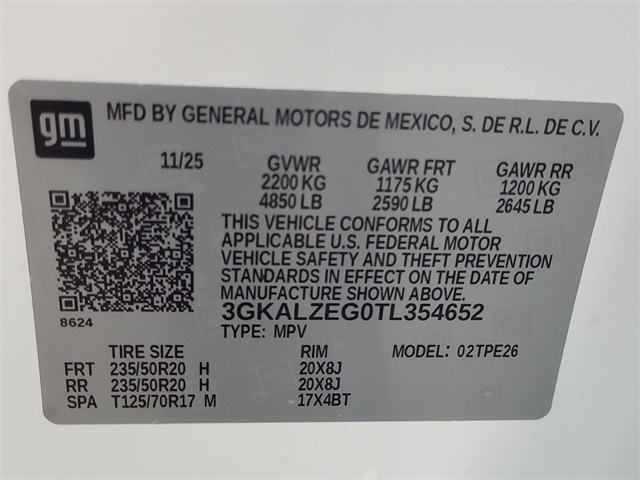 gm
MFD BY GENERAL MOTORS DE MEXICO, S. DE R.L. DE C.V.
11/25 GVWR GAWR FRT GAWR RR
2200 KG 1175 KG 1200 KG
4850 LB 2590 LB 2645 LB
THIS VEHICLE CONFORMS TO ALL
APPLICABLE U.S. FEDERAL MOTOR
VEHICLE SAFETY AND THEFT PREVENTION
STANDARDS IN EFFECT ON THE DATE OF
MANUFACTURE SHOWN ABOVE.
8624
3GKALZEG0TL354652
TYPE: MPV
TIRE SIZE RIM MODEL: 02TPE26
FRT 235/50R20 H 20X8J
RR 235/50R20 H 20X8J
SPA T125/70R17 M 17X4BT